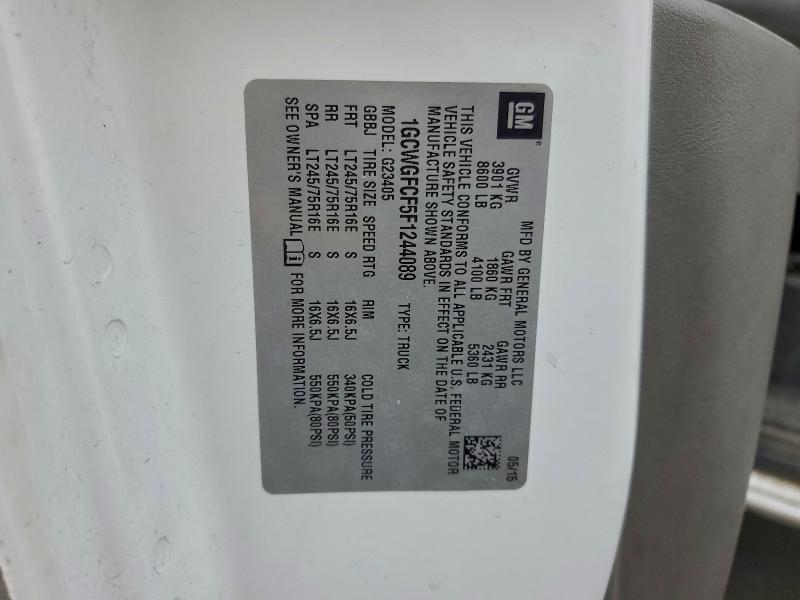 GM
MFD BY GENERAL MOTORS LLC 05/15
GVWR GAWR FRT GAWR RR
3901 KG 1860 KG 2431 KG
8600 LB 4100 LB 5360 LB
THIS VEHICLE CONFORMS TO ALL APPLICABLE U.S. FEDERAL MOTOR
VEHICLE SAFETY STANDARDS IN EFFECT ON THE DATE OF
MANUFACTURE SHOWN ABOVE.
1GCWGFCF5F1244089 TYPE: TRUCK
MODEL: G23405
GBBJ TIRE SIZE SPEED RTG RIM COLD TIRE PRESSURE
FRT LT245/75R16E S 16X6.5J 340KPA(50PSI)
RR LT245/75R16E S 16X6.5J 550KPA(80PSI)
SPA LT245/75R16E S 16X6.5J 550KPA(80PSI)
SEE OWNER'S MANUAL i FOR MORE INFORMATION.